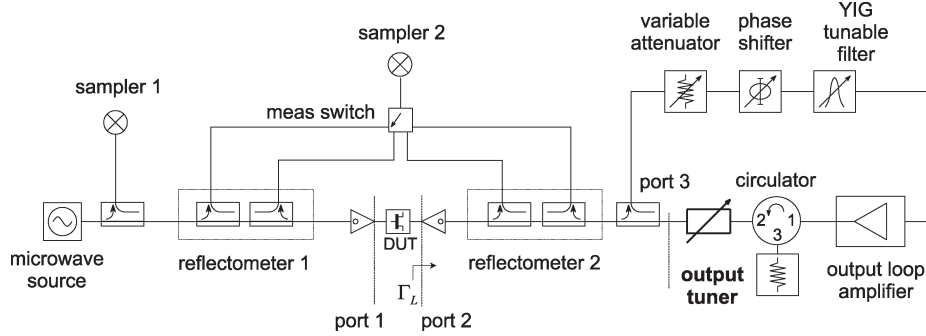 variable
attenuator
phase
shifter
YIG
tunable
filter
sampler 2
sampler 1
meas switch
port 3
circulator
2
1
3
DUT
microwave
source
reflectometer 1
Γ_L
reflectometer 2
output
tuner
output loop
amplifier
port 1
port 2